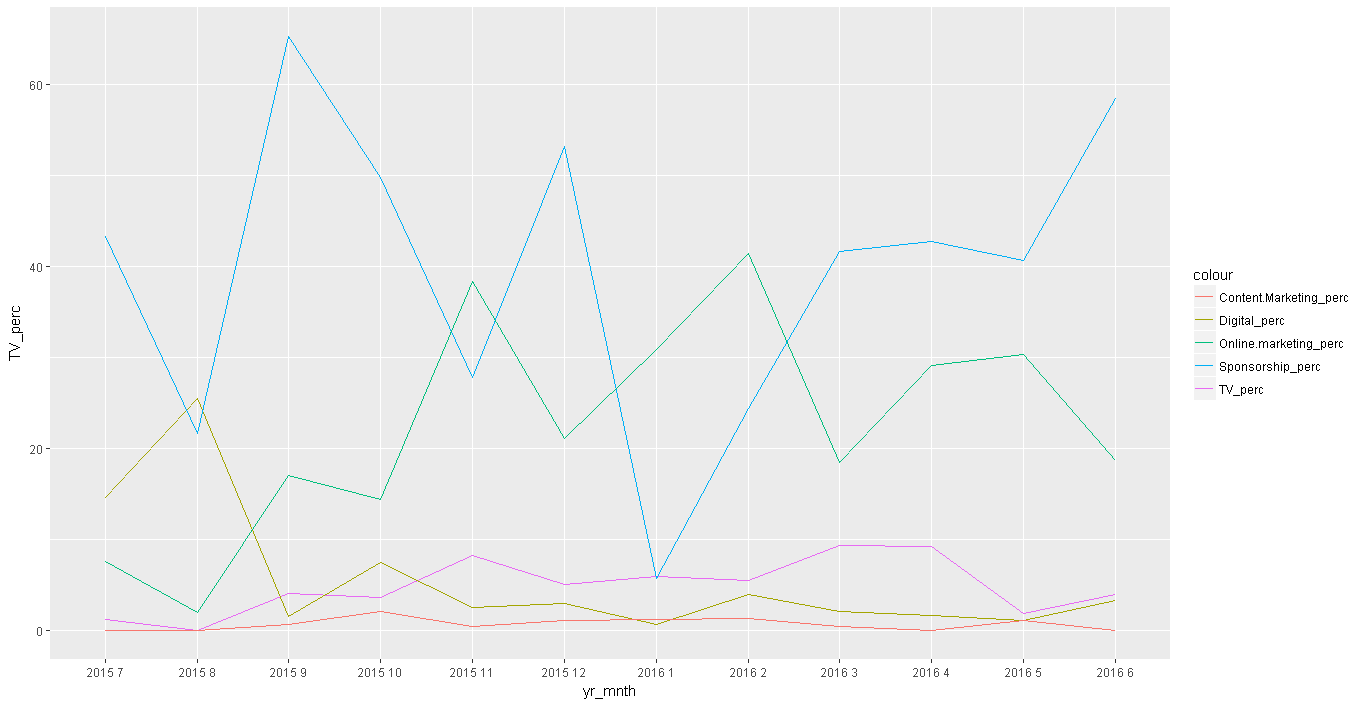 TV_perc
60
40
20
0
2015 7 2015 8 2015 9 2015 10 2015 11 2015 12 2016 1 2016 2 2016 3 2016 4 2016 5 2016 6
yr_mnth
colour
Content.Marketing_perc
Digital_perc
Online.marketing_perc
Sponsorship_perc
TV_perc